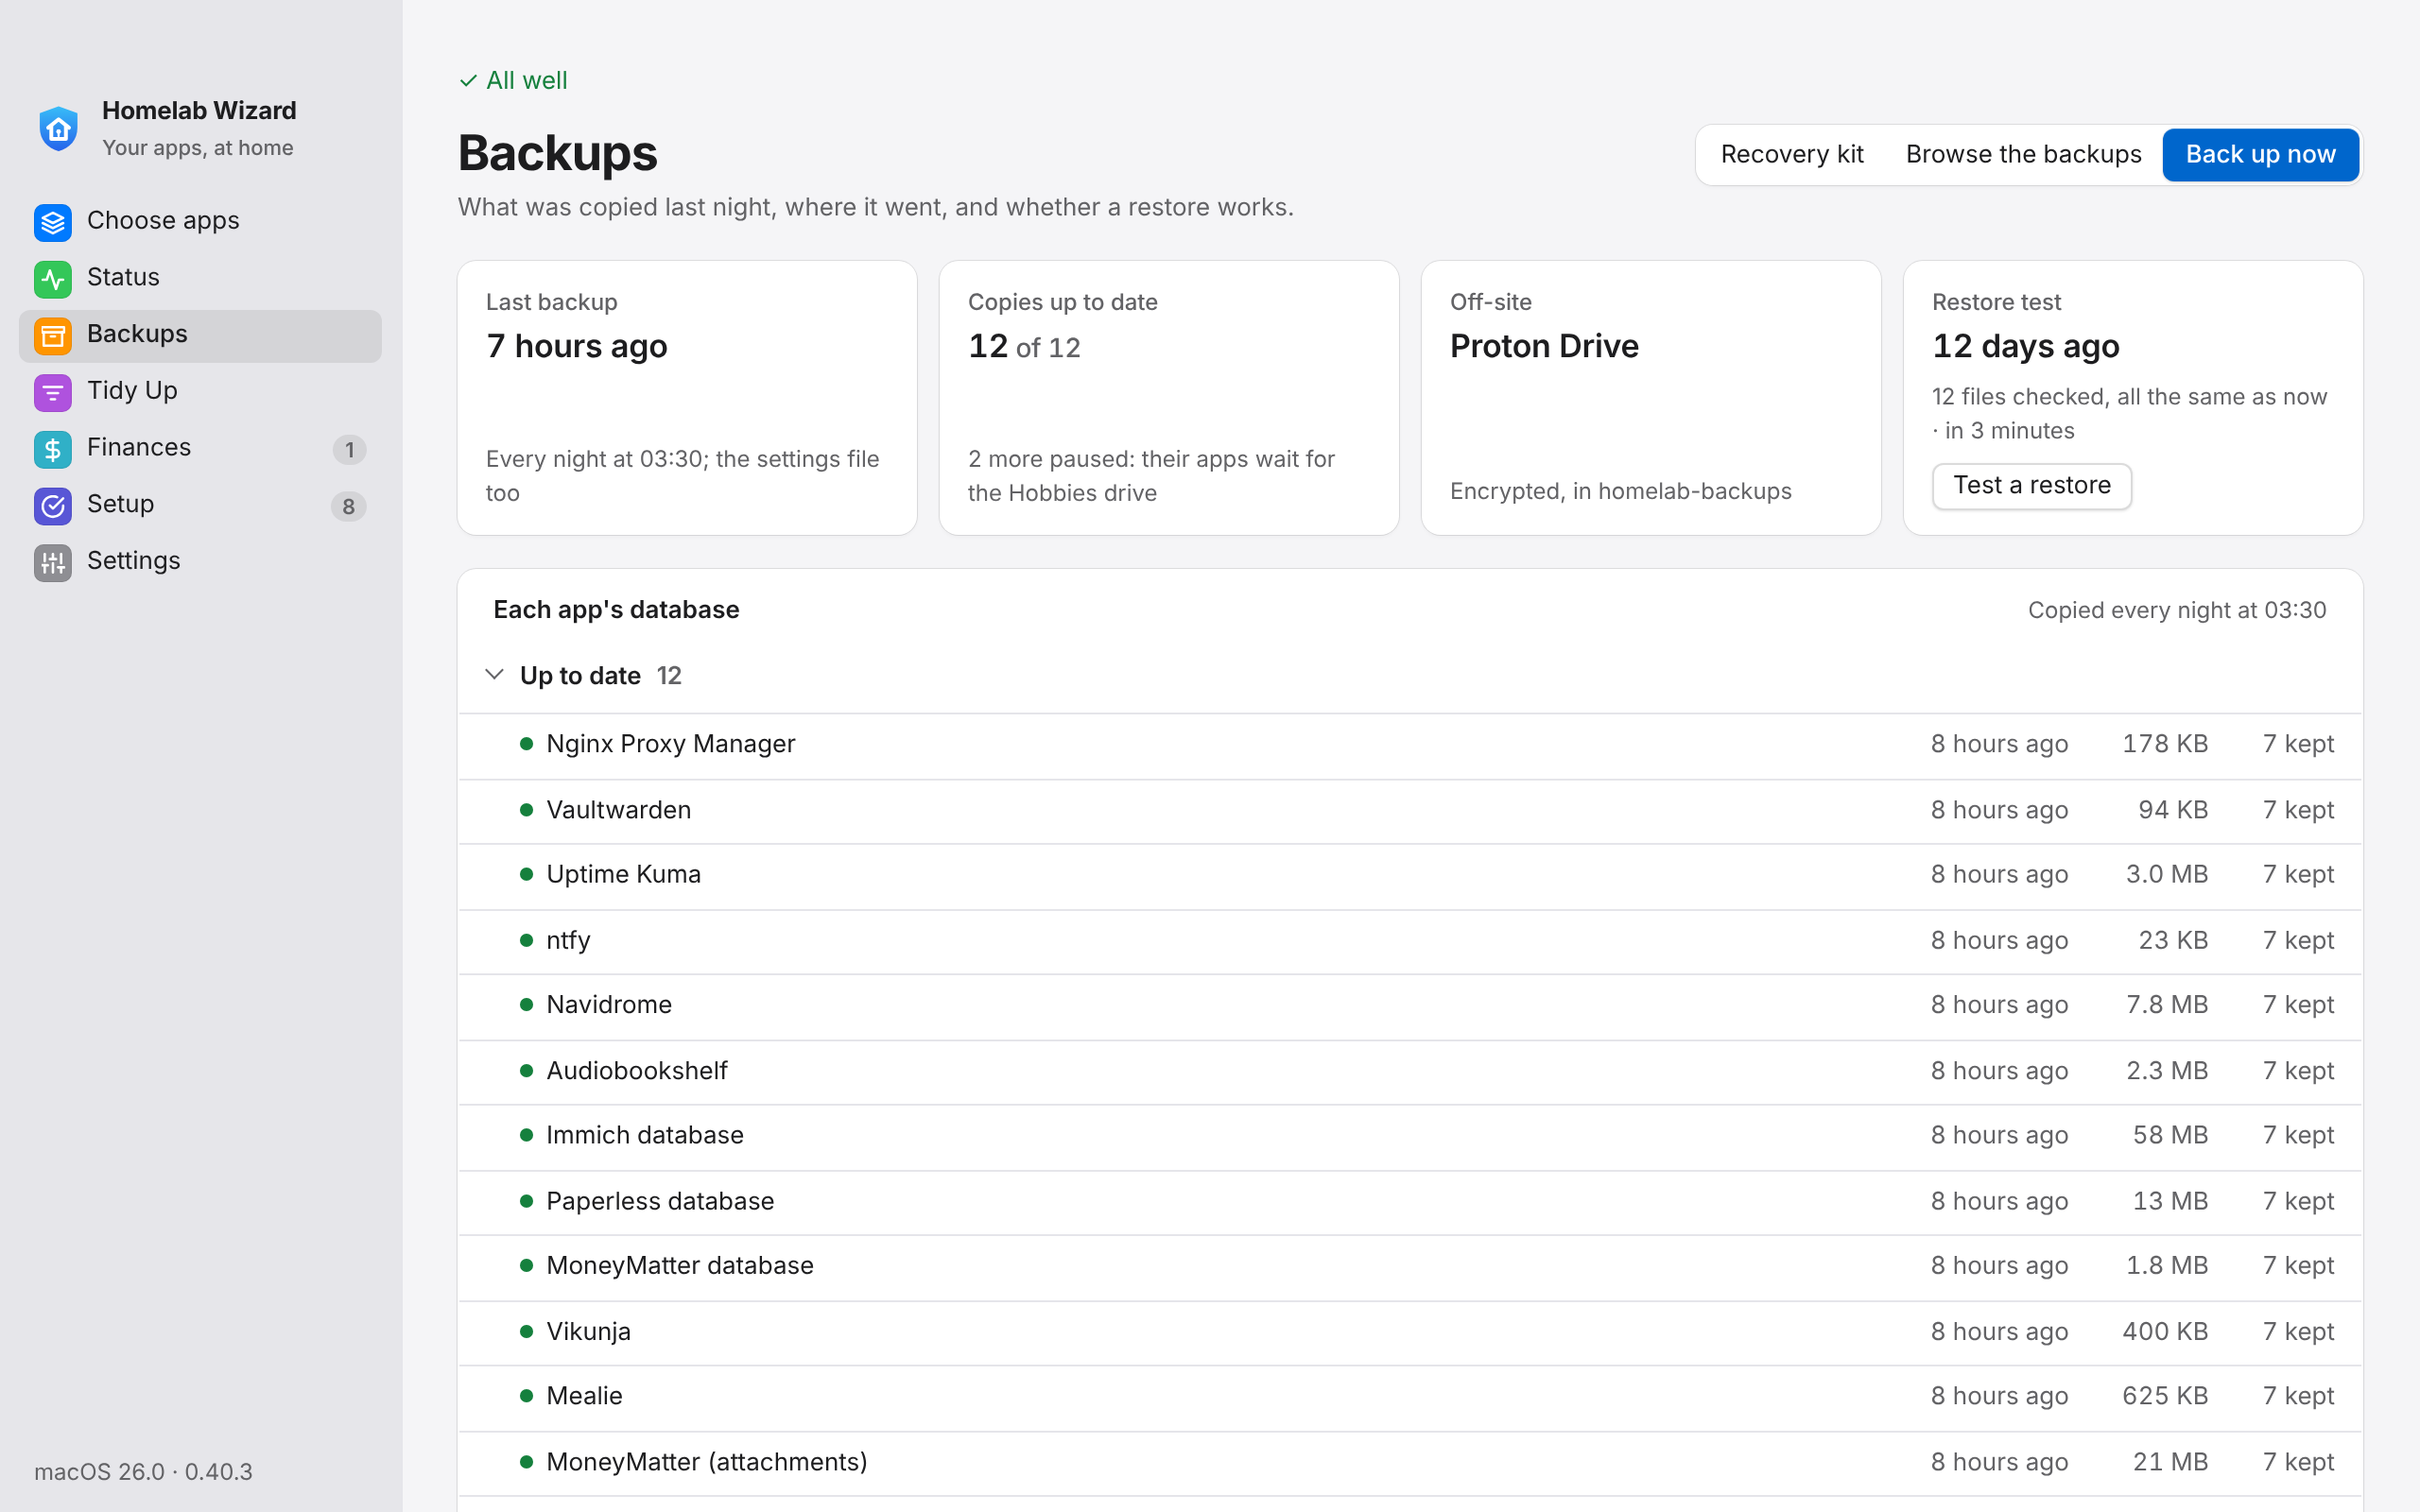 Homelab Wizard
Your apps, at home
Choose apps
Status
Backups
Tidy Up
Finances 1
Setup 8
Settings
macOS 26.0 · 0.40.3
All well
Backups
What was copied last night, where it went, and whether a restore works.
Recovery kit Browse the backups Back up now
Last backup
7 hours ago
Every night at 03:30; the settings file
too
Copies up to date
12 of 12
2 more paused: their apps wait for
the Hobbies drive
Off-site
Proton Drive
Encrypted, in homelab-backups
Restore test
12 days ago
12 files checked, all the same as now
· in 3 minutes
Test a restore
Each app's database Copied every night at 03:30
Up to date 12
Nginx Proxy Manager 8 hours ago 178 KB 7 kept
Vaultwarden 8 hours ago 94 KB 7 kept
Uptime Kuma 8 hours ago 3.0 MB 7 kept
ntfy 8 hours ago 23 KB 7 kept
Navidrome 8 hours ago 7.8 MB 7 kept
Audiobookshelf 8 hours ago 2.3 MB 7 kept
Immich database 8 hours ago 58 MB 7 kept
Paperless database 8 hours ago 13 MB 7 kept
MoneyMatter database 8 hours ago 1.8 MB 7 kept
Vikunja 8 hours ago 400 KB 7 kept
Mealie 8 hours ago 625 KB 7 kept
MoneyMatter (attachments) 8 hours ago 21 MB 7 kept